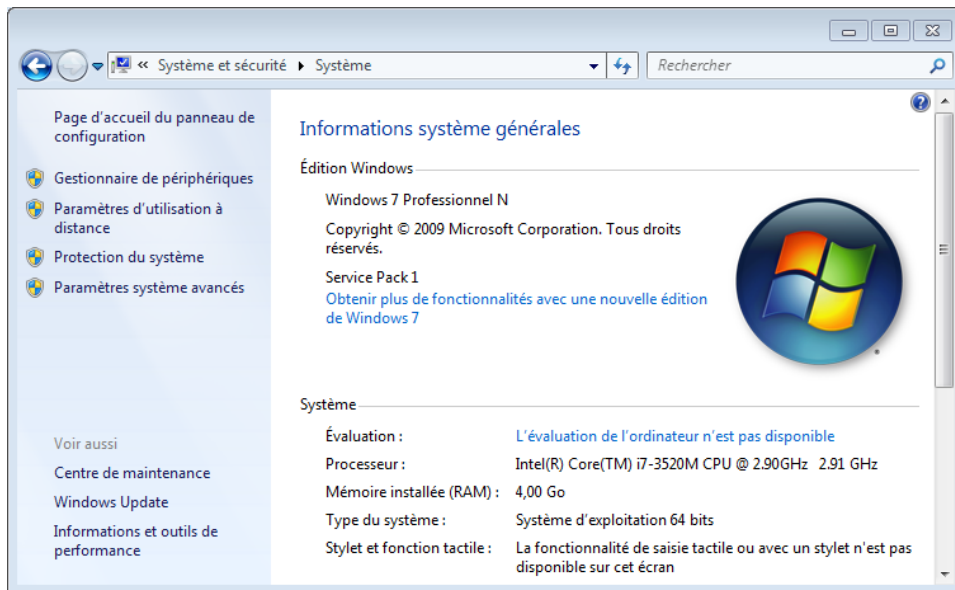 « Système et sécurité ▸ Système
Rechercher
Page d'accueil du panneau de
configuration
Gestionnaire de périphériques
Paramètres d'utilisation à
distance
Protection du système
Paramètres système avancés
Voir aussi
Centre de maintenance
Windows Update
Informations et outils de
performance
Informations système générales
Édition Windows
Windows 7 Professionnel N
Copyright © 2009 Microsoft Corporation. Tous droits
réservés.
Service Pack 1
Obtenir plus de fonctionnalités avec une nouvelle édition
de Windows 7
Système
Évaluation : L'évaluation de l'ordinateur n'est pas disponible
Processeur : Intel(R) Core(TM) i7-3520M CPU @ 2.90GHz 2.91 GHz
Mémoire installée (RAM) : 4,00 Go
Type du système : Système d'exploitation 64 bits
Stylet et fonction tactile : La fonctionnalité de saisie tactile ou avec un stylet n'est pas
disponible sur cet écran